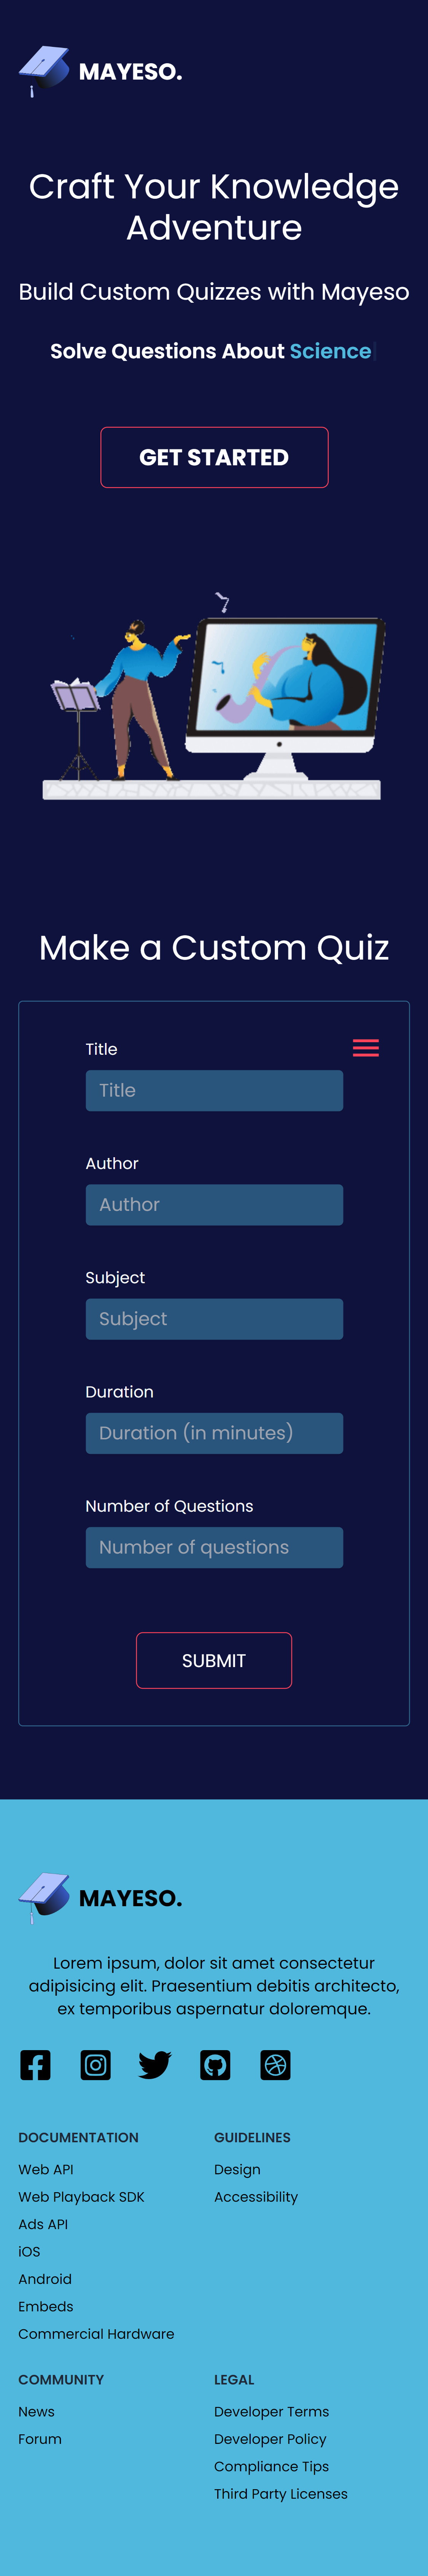 MAYESO.
Craft Your Knowledge
Adventure
Build Custom Quizzes with Mayeso
Solve Questions About Science
GET STARTED
Make a Custom Quiz
Title
Title
Author
Author
Subject
Subject
Duration
Duration (in minutes)
Number of Questions
Number of questions
SUBMIT
MAYESO.
Lorem ipsum, dolor sit amet consectetur
adipisicing elit. Praesentium debitis architecto,
ex temporibus aspernatur doloremque.
DOCUMENTATION
Web API
Web Playback SDK
Ads API
iOS
Android
Embeds
Commercial Hardware
GUIDELINES
Design
Accessibility
COMMUNITY
News
Forum
LEGAL
Developer Terms
Developer Policy
Compliance Tips
Third Party Licenses